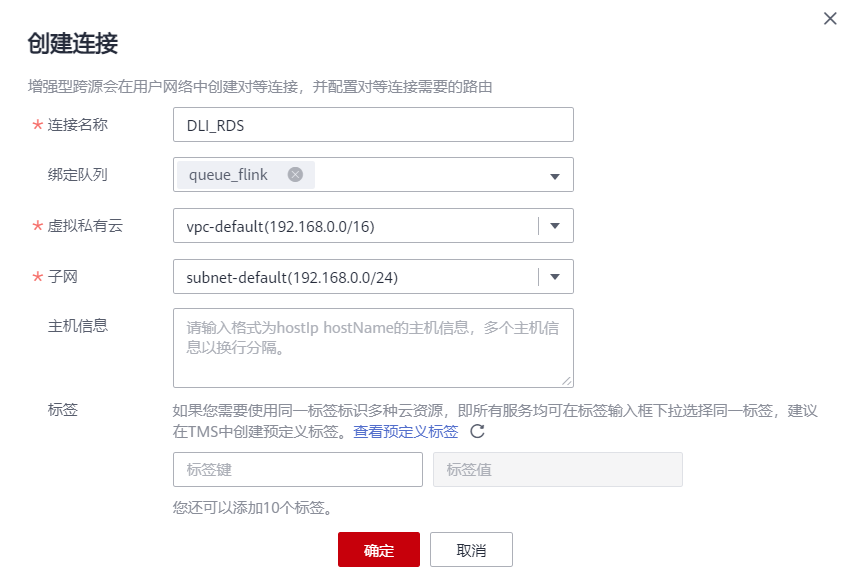 创建连接
增强型跨源会在用户网络中创建对等连接，并配置对等连接需要的路由
* 连接名称 DLI_RDS
绑定队列 queue_flink
* 虚拟私有云 vpc-default(192.168.0.0/16)
* 子网 subnet-default(192.168.0.0/24)
主机信息 请输入格式为hostIp hostName的主机信息，多个主机信
息以换行分隔。
标签 如果您需要使用同一标签标识多种云资源，即所有服务均可在标签输入框下拉选择同一标签，建议
在TMS中创建预定义标签。查看预定义标签
标签键 标签值
您还可以添加10个标签。
确定 取消